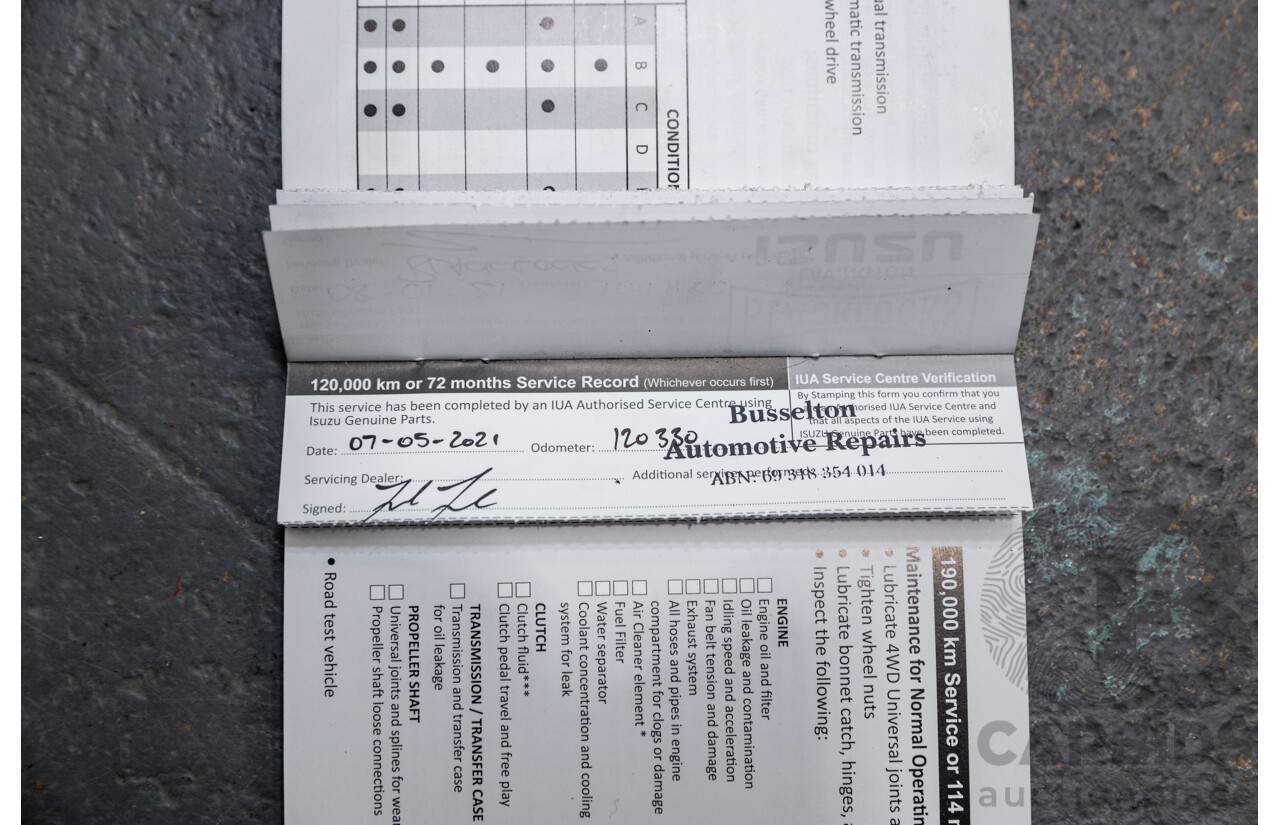 ual transmission
matic transmission
wheel drive
CONDITION
A
B
C
D
ISUZU
LIVINGTON
BLACKLOCKS
120,000 km or 72 months Service Record (Whichever occurs first)
This service has been completed by an IUA Authorised Service Centre using
Isuzu Genuine Parts.
Date: 07-05-2021 Odometer: 120 330
Servicing Dealer: Additional services performed:
Signed:
IUA Service Centre Verification
By Stamping this form you confirm that you
Authorised IUA Service Centre and
that all aspects of the service using
ISUZU Genuine Parts have been completed.
Busselton
Automotive Repairs
ABN: 69 348 354 014
190,000 km Service or 114 m
Maintenance for Normal Operatin
• Lubricate 4WD Universal joints a
• Tighten wheel nuts
• Lubricate bonnet catch, hinges, a
• Inspect the following:
ENGINE
Engine oil and filter
Oil leakage and contamination
Idling speed and acceleration
Fan belt tension and damage
Exhaust system
All hoses and pipes in engine
compartment for clogs or damage
Air Cleaner element *
Fuel Filter
Water separator
Coolant concentration and cooling
system for leak
CLUTCH
Clutch fluid***
Clutch pedal travel and free play
TRANSMISSION / TRANSFER CASE
Transmission and transfer case
for oil leakage
PROPELLER SHAFT
Universal joints and splines for wear
Propeller shaft loose connections
• Road test vehicle